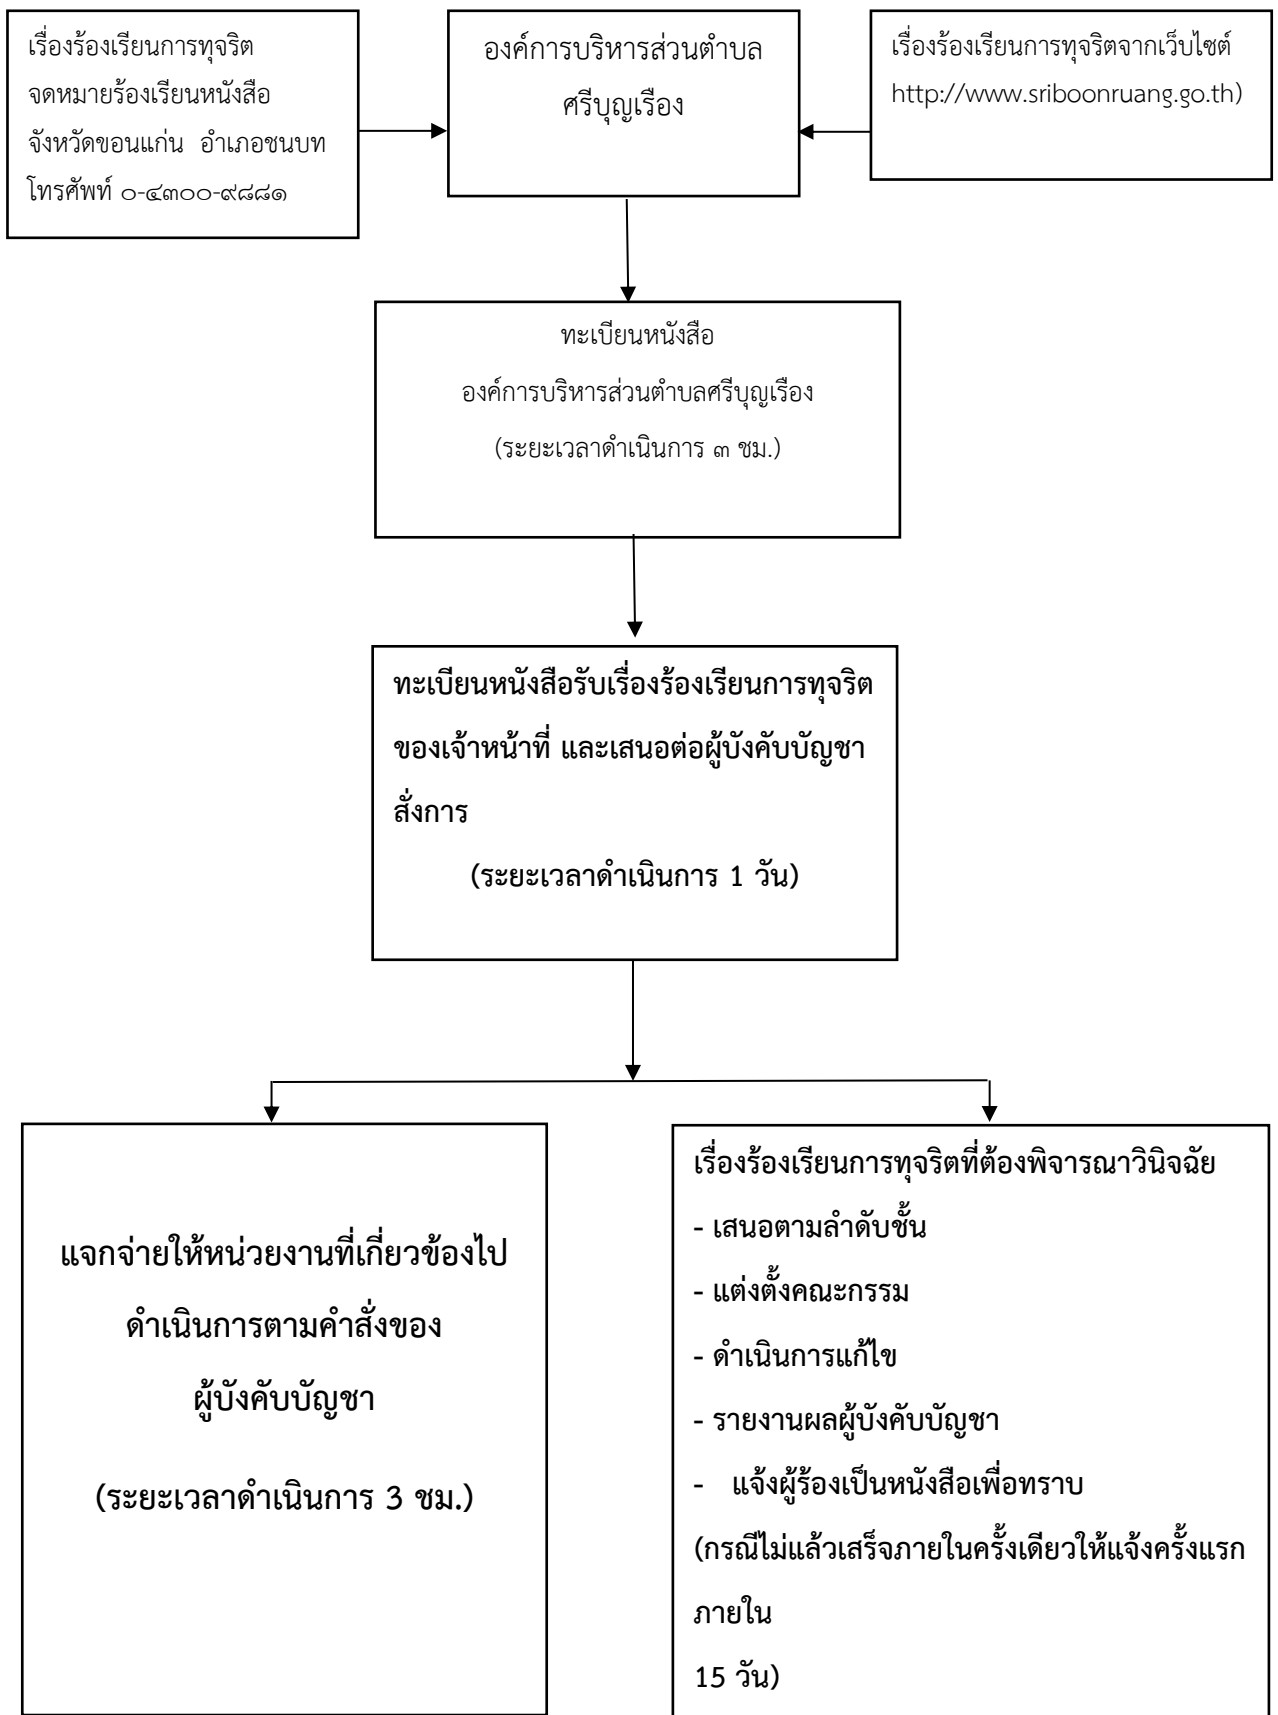 เรื่องร้องเรียนการทุจริต
จดหมายร้องเรียนหนังสือ
จังหวัดขอนแก่น อำเภอชนบท
โทรศัพท์ ๐-๔๓๐๐-๙๘๘๑
องค์การบริหารส่วนตำบล
ศรีบุญเรือง
เรื่องร้องเรียนการทุจริตจากเว็บไซต์
http://www.sriboonruang.go.th)
ทะเบียนหนังสือ
องค์การบริหารส่วนตำบลศรีบุญเรือง
(ระยะเวลาดำเนินการ ๓ ชม.)
ทะเบียนหนังสือรับเรื่องร้องเรียนการทุจริต
ของเจ้าหน้าที่ และเสนอต่อผู้บังคับบัญชา
สั่งการ
(ระยะเวลาดำเนินการ 1 วัน)
แจกจ่ายให้หน่วยงานที่เกี่ยวข้องไป
ดำเนินการตามคำสั่งของ
ผู้บังคับบัญชา
(ระยะเวลาดำเนินการ 3 ชม.)
เรื่องร้องเรียนการทุจริตที่ต้องพิจารณาวินิจฉัย
- เสนอตามลำดับชั้น
- แต่งตั้งคณะกรรม
- ดำเนินการแก้ไข
- รายงานผลผู้บังคับบัญชา
- แจ้งผู้ร้องเป็นหนังสือเพื่อทราบ
(กรณีไม่แล้วเสร็จภายในครั้งเดียวให้แจ้งครั้งแรก
ภายใน
15 วัน)